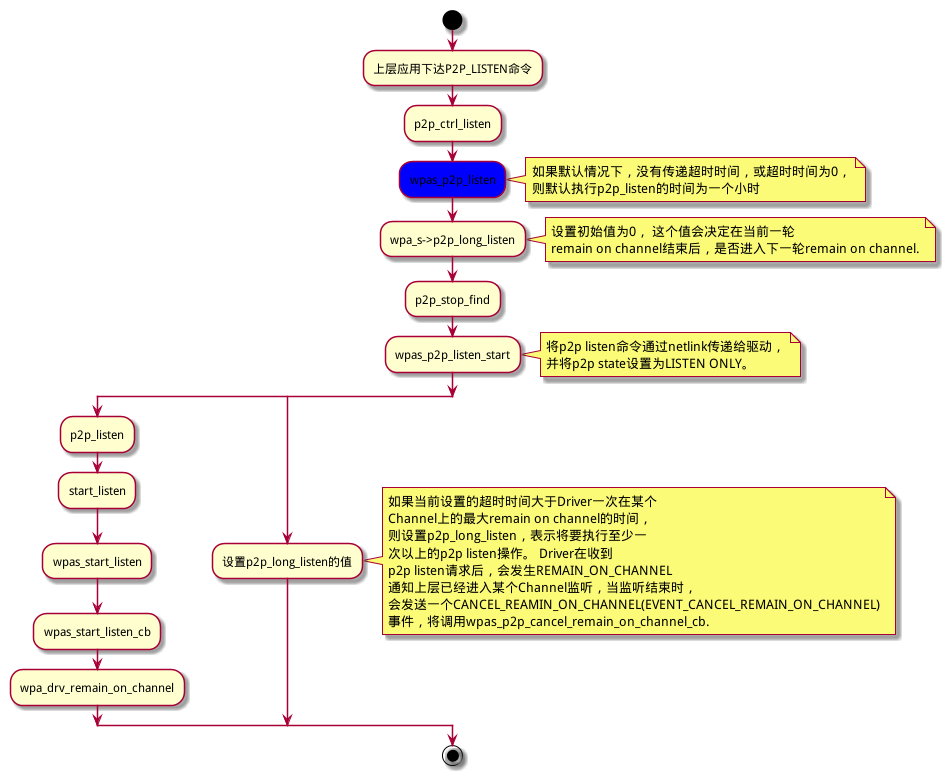 上层应用下达P2P_LISTEN命令
p2p_ctrl_listen
wpas_p2p_listen
如果默认情况下，没有传递超时时间，或超时时间为0，
则默认执行p2p_listen的时间为一个小时
wpa_s->p2p_long_listen
设置初始值为0， 这个值会决定在当前一轮
remain on channel结束后，是否进入下一轮remain on channel.
p2p_stop_find
wpas_p2p_listen_start
将p2p listen命令通过netlink传递给驱动，
并将p2p state设置为LISTEN ONLY。
p2p_listen
start_listen
wpas_start_listen
wpas_start_listen_cb
wpa_drv_remain_on_channel
设置p2p_long_listen的值
如果当前设置的超时时间大于Driver一次在某个
Channel上的最大remain on channel的时间，
则设置p2p_long_listen，表示将要执行至少一
次以上的p2p listen操作。 Driver在收到
p2p listen请求后，会发生REMAIN_ON_CHANNEL
通知上层已经进入某个Channel监听，当监听结束时，
会发送一个CANCEL_REAMIN_ON_CHANNEL(EVENT_CANCEL_REMAIN_ON_CHANNEL)
事件，将调用wpas_p2p_cancel_remain_on_channel_cb.